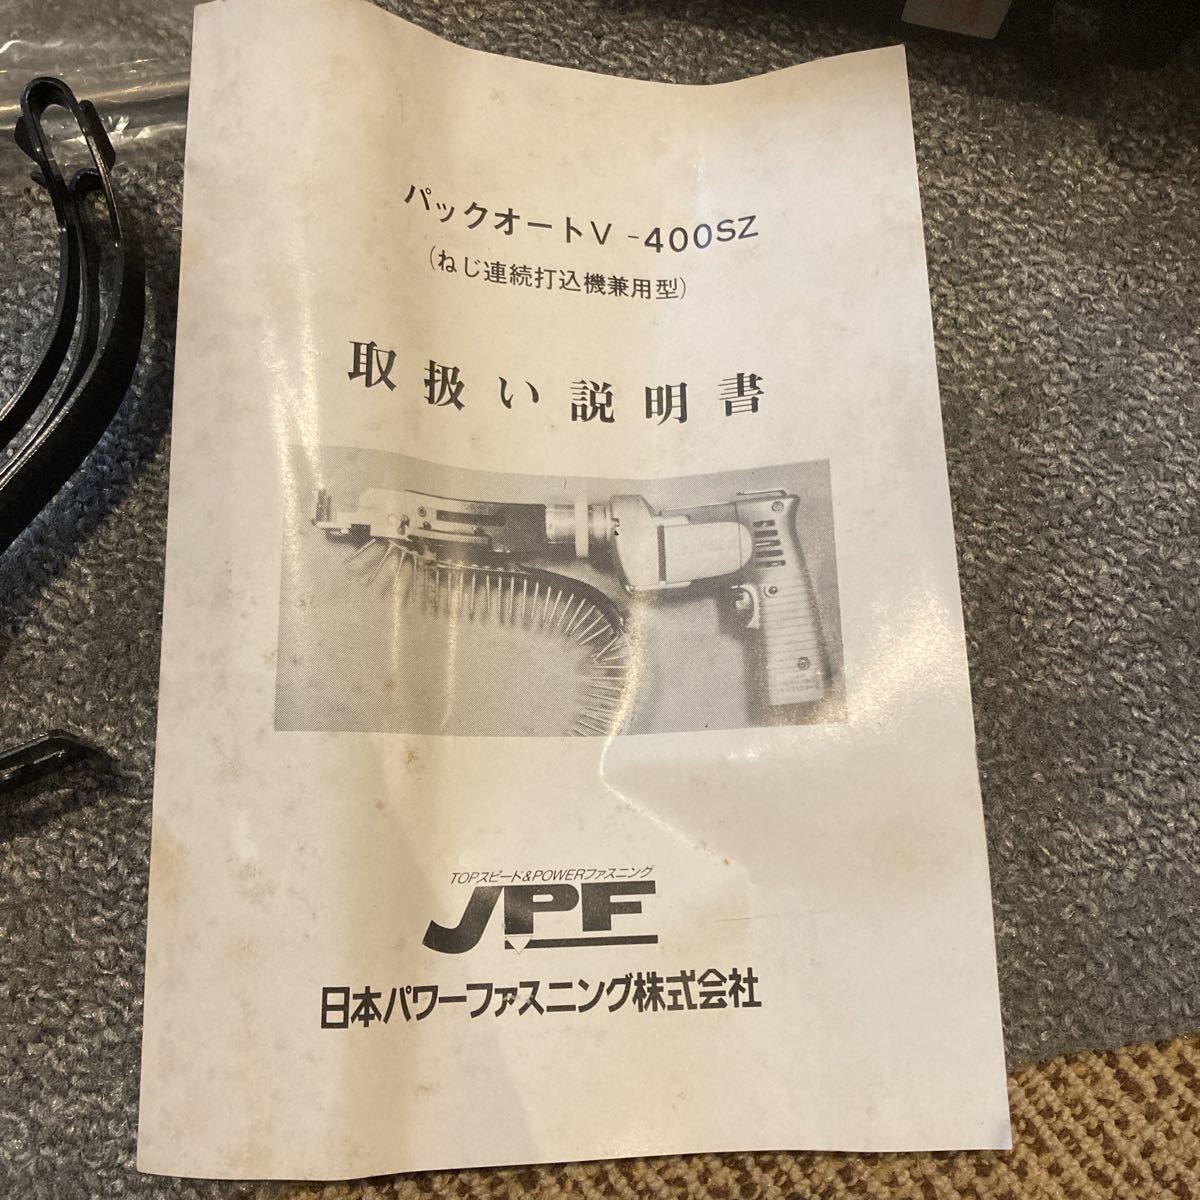 パックオートV-400SZ
(ねじ連続打込機兼用型)
取扱い説明書
TOPスピード&POWERファスニング
JPF
日本パワーファスニング株式会社